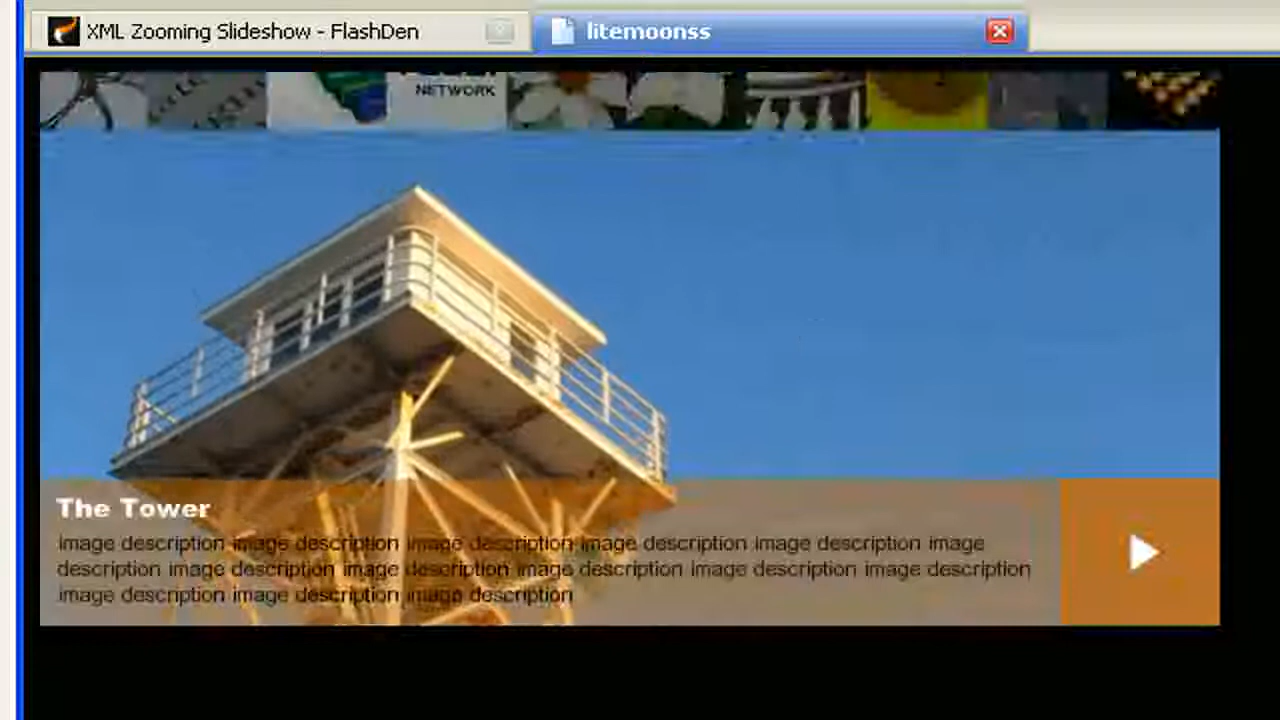 XML Zooming Slideshow - FlashDen
litemoonss
NETWORK
The Tower
image description image description image description image description image description image
description image description image description image description image description image description
image description image description image description